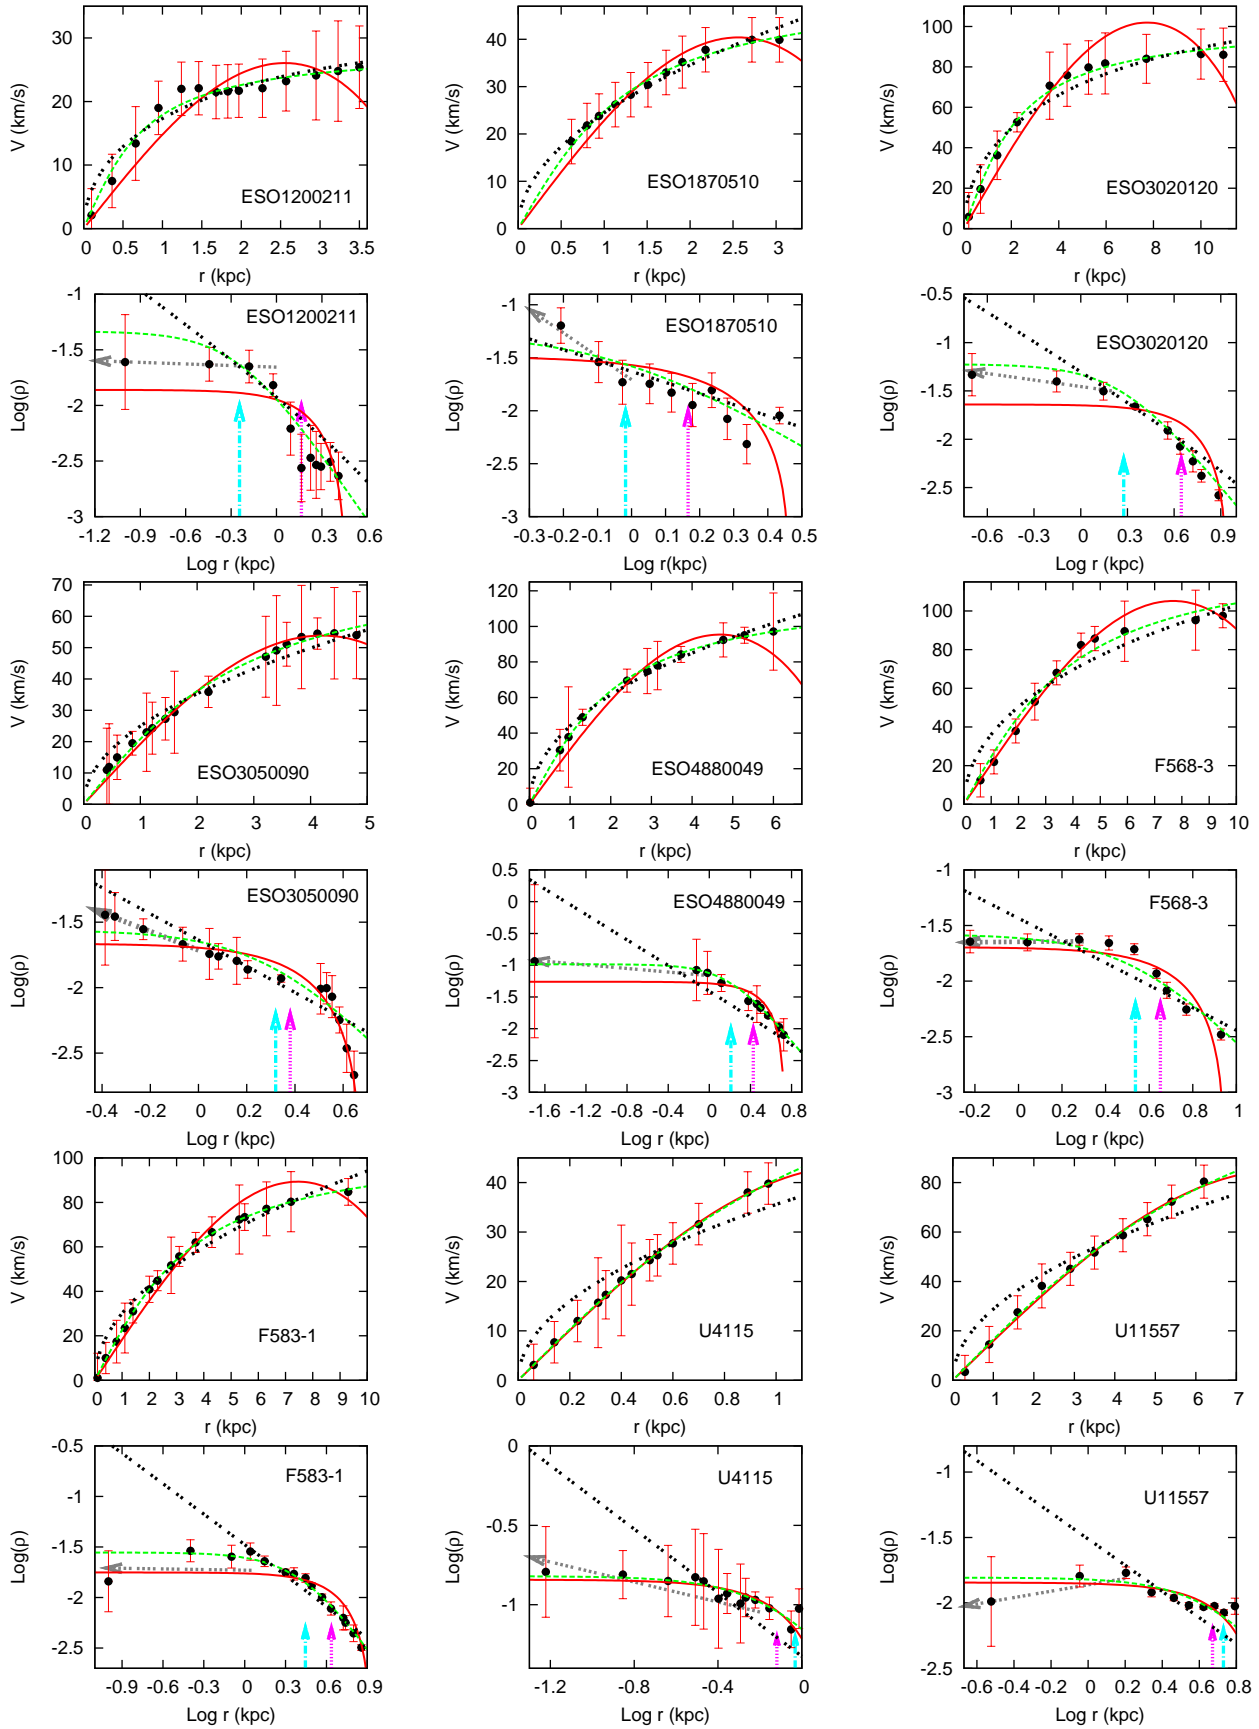 V (km/s)
30
20
10
0
ESO1200211
0 0.5 1 1.5 2 2.5 3 3.5
r (kpc)
V (km/s)
40
30
20
10
0
ESO1870510
0 0.5 1 1.5 2 2.5 3
r (kpc)
V (km/s)
100
80
60
40
20
0
ESO3020120
0 2 4 6 8 10
r (kpc)
Log(ρ)
-1
-1.5
-2
-2.5
-3
ESO1200211
-1.2 -0.9 -0.6 -0.3 0 0.3 0.6
Log r (kpc)
Log(ρ)
-1
-1.5
-2
-2.5
-3
ESO1870510
-0.3 -0.2 -0.1 0 0.1 0.2 0.3 0.4 0.5
Log r(kpc)
Log(ρ)
-0.5
-1
-1.5
-2
-2.5
ESO3020120
-0.6 -0.3 0 0.3 0.6 0.9
Log r (kpc)
V (km/s)
70
60
50
40
30
20
10
0
ESO3050090
0 1 2 3 4 5
r (kpc)
V (km/s)
120
100
80
60
40
20
0
ESO4880049
0 1 2 3 4 5 6
r (kpc)
V (km/s)
100
80
60
40
20
0
F568-3
0 1 2 3 4 5 6 7 8 9 10
r (kpc)
Log(ρ)
-1.5
-2
-2.5
ESO3050090
-0.4 -0.2 0 0.2 0.4 0.6
Log r (kpc)
Log(ρ)
0.5
0
-0.5
-1
-1.5
-2
-2.5
-3
ESO4880049
-1.6 -1.2 -0.8 -0.4 0 0.4 0.8
Log r (kpc)
Log(ρ)
-1
-1.5
-2
-2.5
-3
F568-3
-0.2 0 0.2 0.4 0.6 0.8 1
Log r (kpc)
V (km/s)
100
80
60
40
20
0
F583-1
0 1 2 3 4 5 6 7 8 9 10
r (kpc)
V (km/s)
40
30
20
10
0
U4115
0 0.2 0.4 0.6 0.8 1
r (kpc)
V (km/s)
80
60
40
20
0
U11557
0 1 2 3 4 5 6 7
r (kpc)
Log(ρ)
-0.5
-1
-1.5
-2
-2.5
F583-1
-0.9 -0.6 -0.3 0 0.3 0.6 0.9
Log r (kpc)
Log(ρ)
0
-0.5
-1
U4115
-1.2 -0.8 -0.4 0
Log r (kpc)
Log(ρ)
-1
-1.5
-2
-2.5
U11557
-0.6 -0.4 -0.2 0 0.2 0.4 0.6 0.8
Log r (kpc)